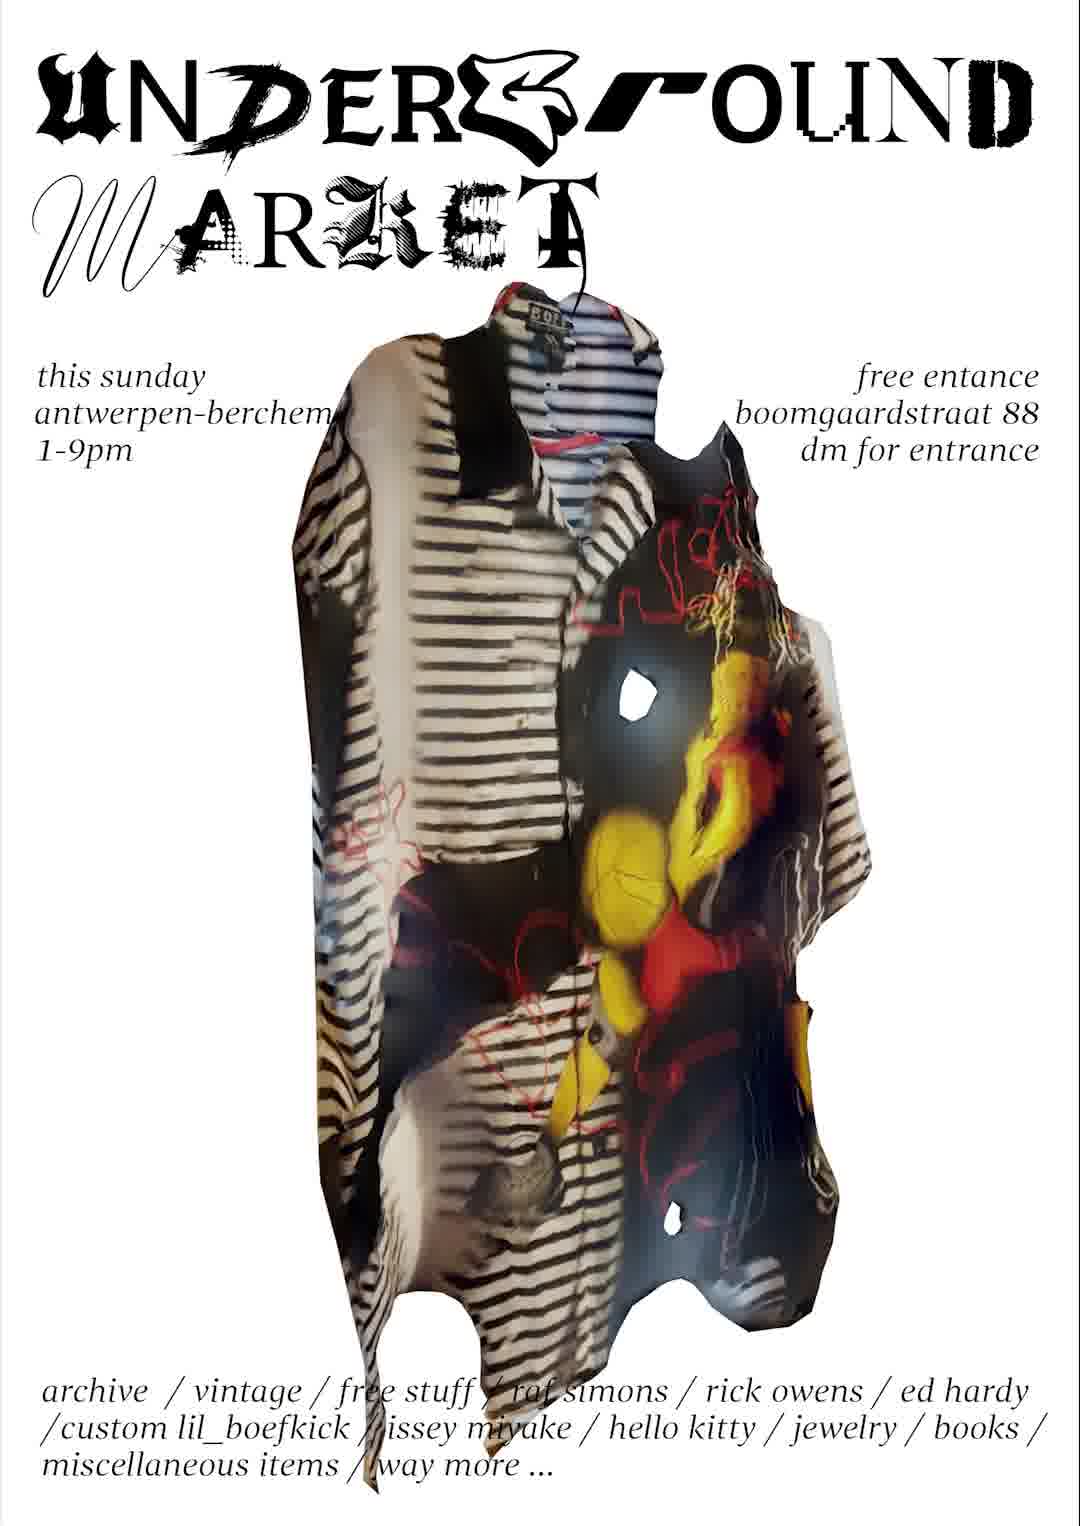 UNDERGrOUND
MARKET
this sunday
antwerpen-berchem
1-9pm
free entance
boomgaardstraat 88
dm for entrance
archive / vintage / free stuff / raf simons / rick owens / ed hardy
/custom lil_boefkick / issey miyake / hello kitty / jewelry / books /
miscellaneous items / way more ...